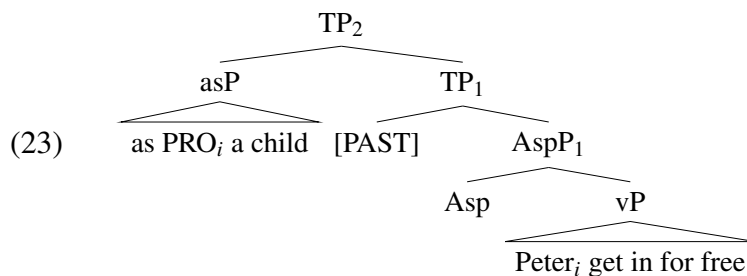 TP₂
asP TP₁
(23) as PROᵢ a child [PAST] AspP₁
Asp vP
Peterᵢ get in for free